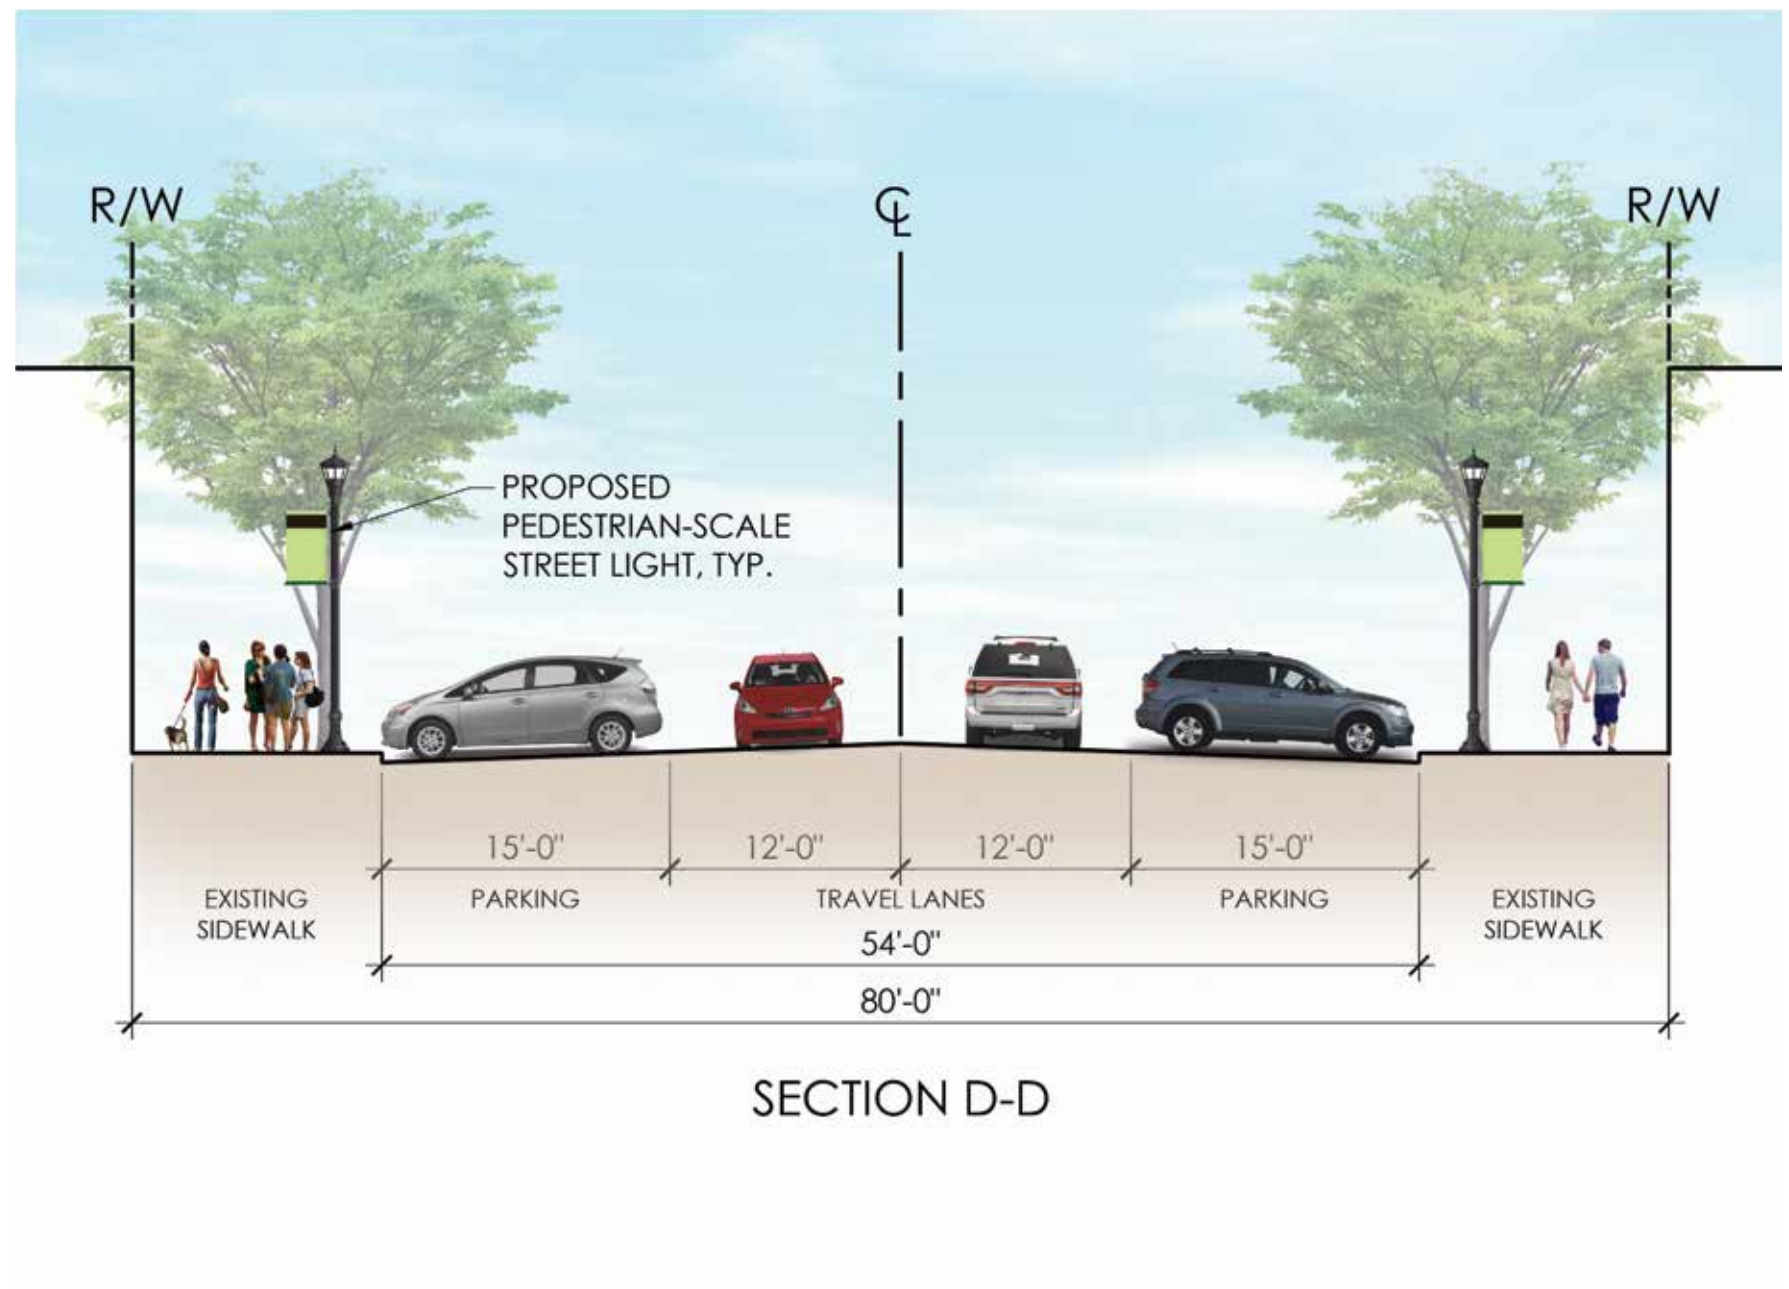 R/W
℄
R/W
PROPOSED
PEDESTRIAN-SCALE
STREET LIGHT, TYP.
15'-0"
12'-0"
12'-0"
15'-0"
EXISTING
SIDEWALK
PARKING
TRAVEL LANES
PARKING
EXISTING
SIDEWALK
54'-0"
80'-0"
SECTION D-D